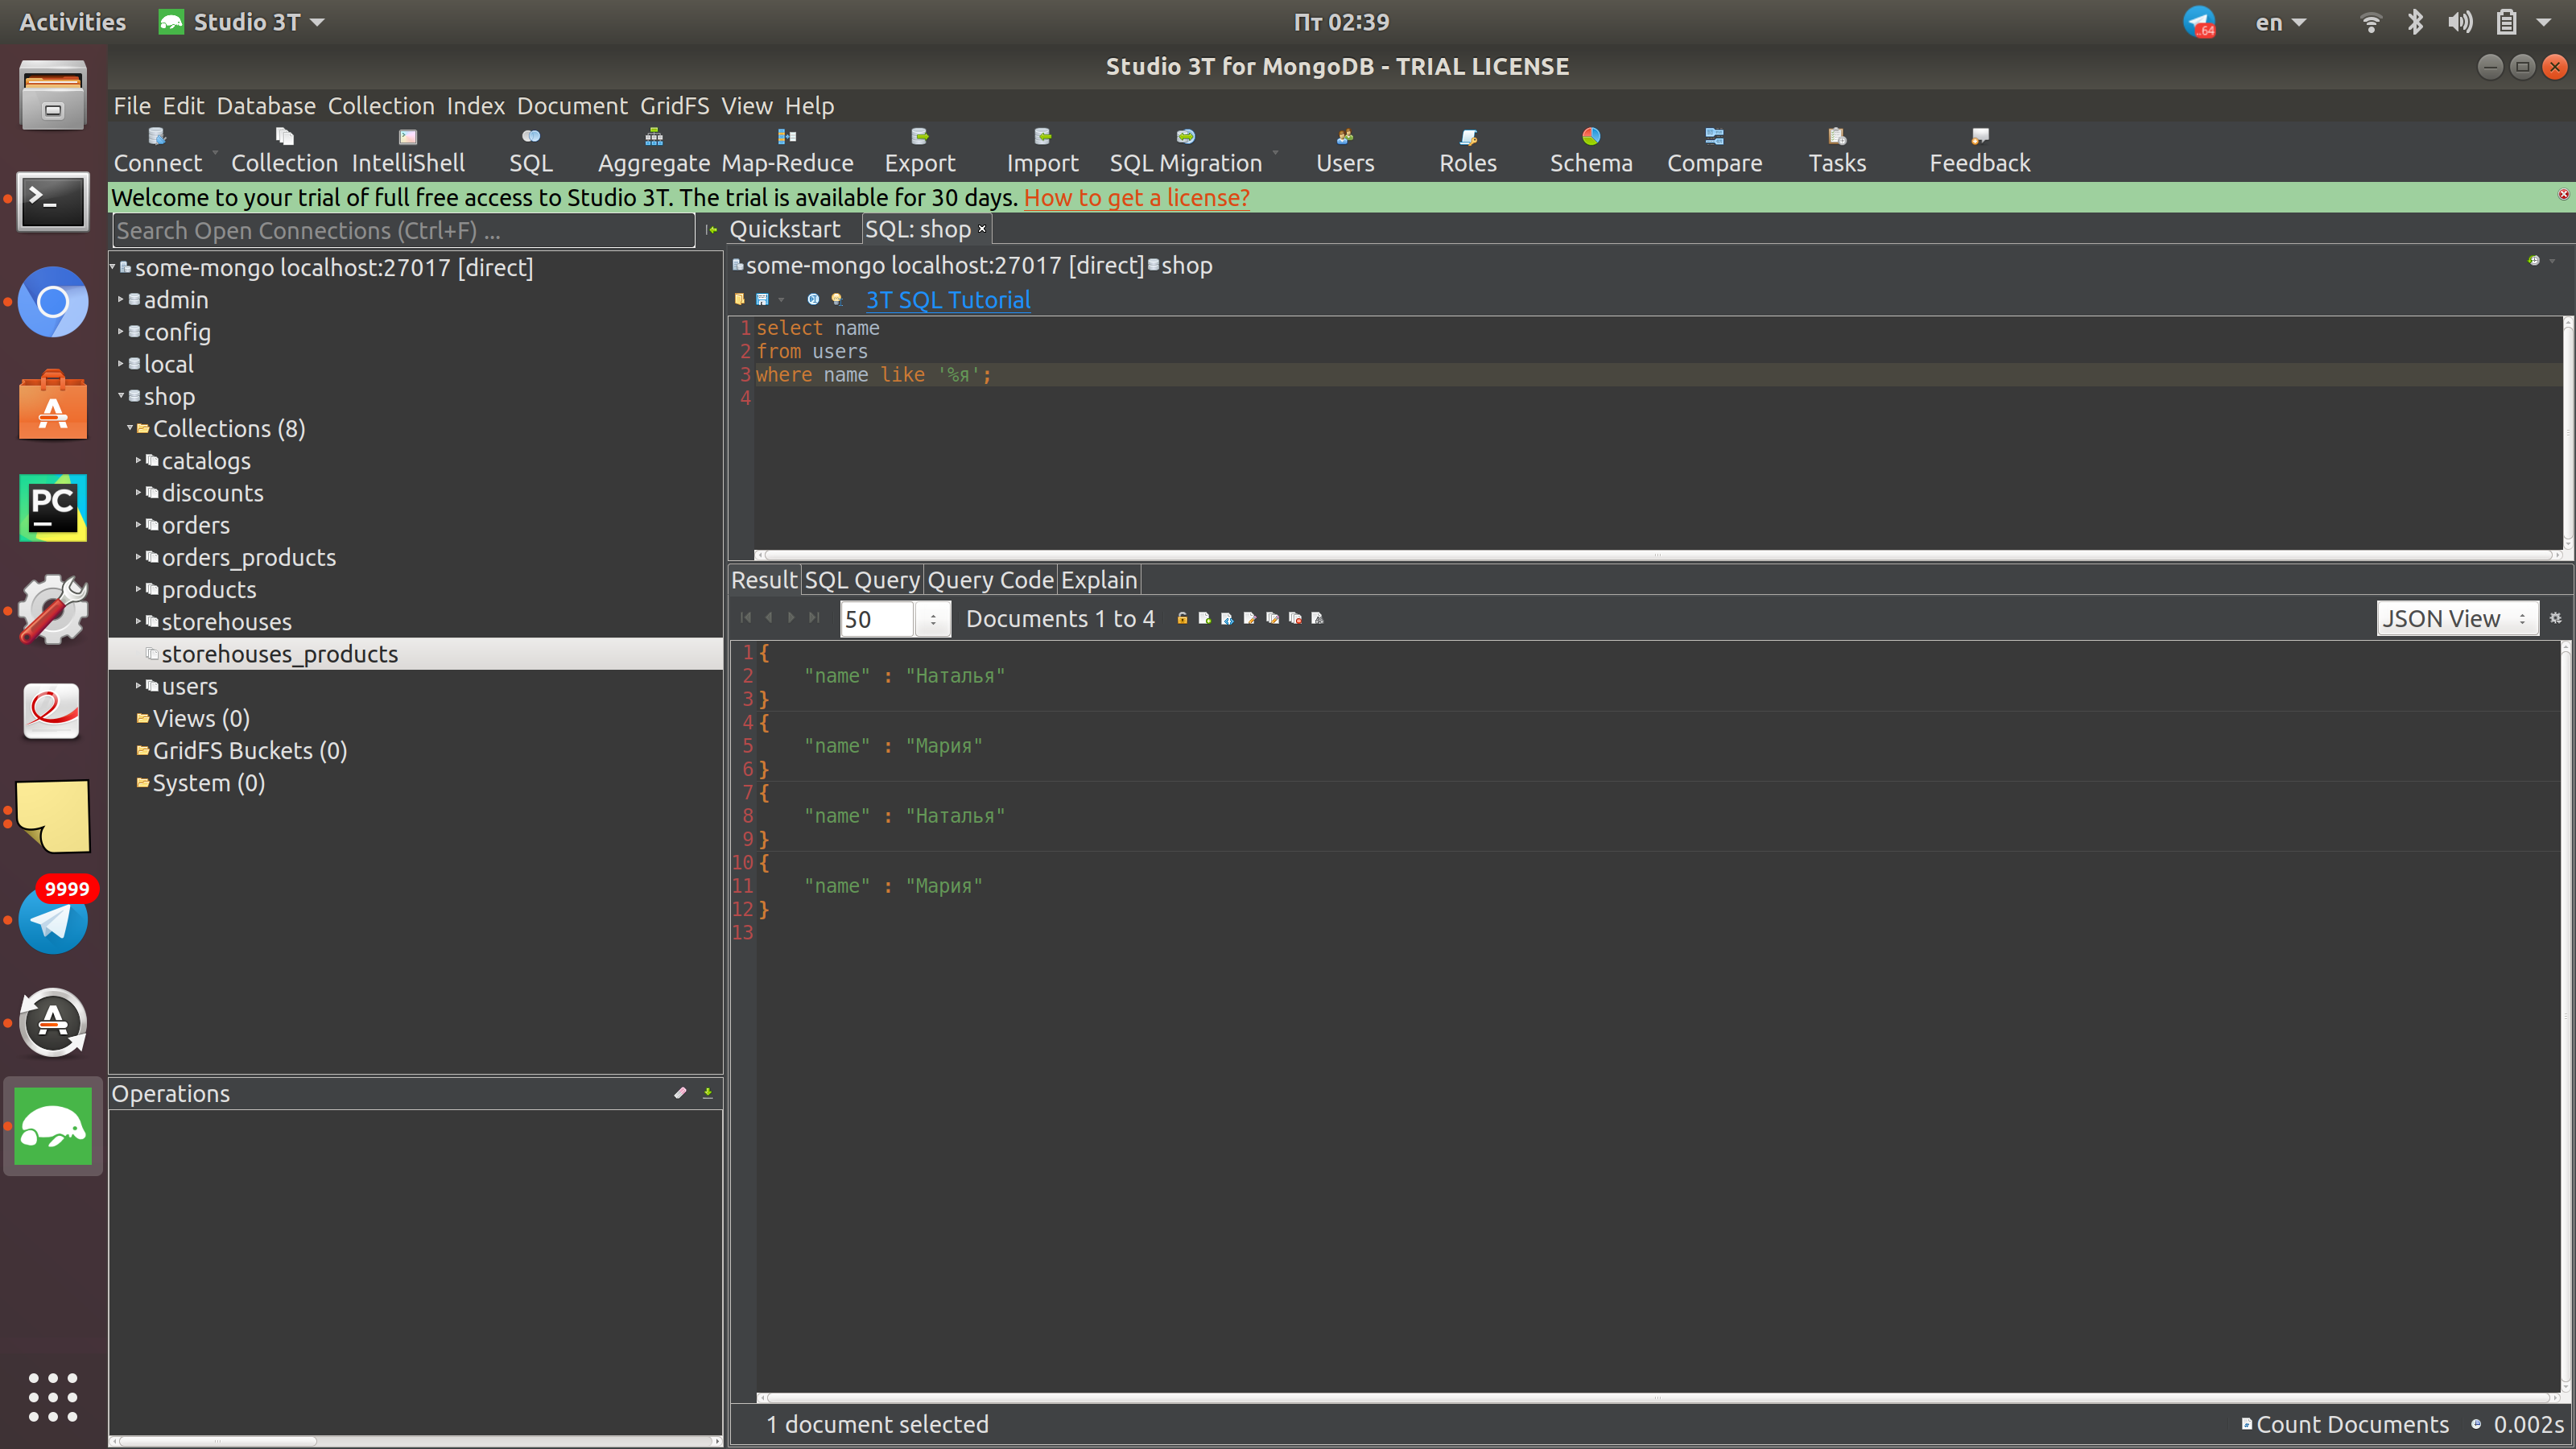 Activities Studio 3T Пт 02:39 64 en
Studio 3T for MongoDB - TRIAL LICENSE
File Edit Database Collection Index Document GridFS View Help
Connect Collection IntelliShell SQL Aggregate Map-Reduce Export Import SQL Migration Users Roles Schema Compare Tasks Feedback
Welcome to your trial of full free access to Studio 3T. The trial is available for 30 days. How to get a license?
Search Open Connections (Ctrl+F) ...
some-mongo localhost:27017 [direct]
admin
config
local
shop
Collections (8)
catalogs
discounts
orders
orders_products
products
storehouses
storehouses_products
users
Views (0)
GridFS Buckets (0)
System (0)
Operations
Quickstart SQL: shop
some-mongo localhost:27017 [direct] shop
3T SQL Tutorial
1 select name
2 from users
3 where name like '%я';
4
Result SQL Query Query Code Explain
50 Documents 1 to 4 JSON View
1 {
2 "name" : "Наталья"
3 }
4 {
5 "name" : "Мария"
6 }
7 {
8 "name" : "Наталья"
9 }
10 {
11 "name" : "Мария"
12 }
13
1 document selected Count Documents 0.002s
PC
9999